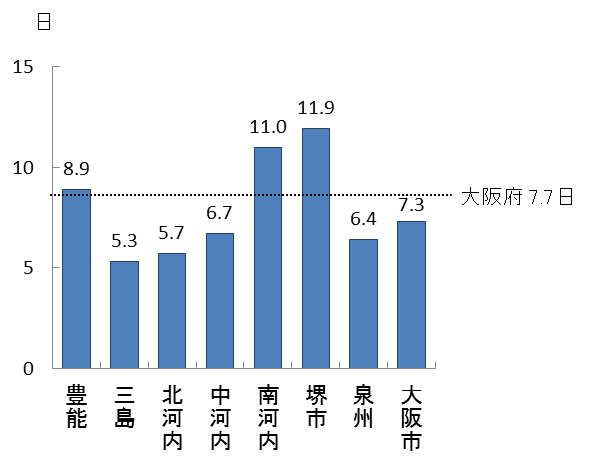 日
15
10
5
0
8.9
5.3
5.7
6.7
11.0
11.9
6.4
7.3
大阪府 7.7 日
豊能
三島
北河内
中河内
南河内
堺市
泉州
大阪市